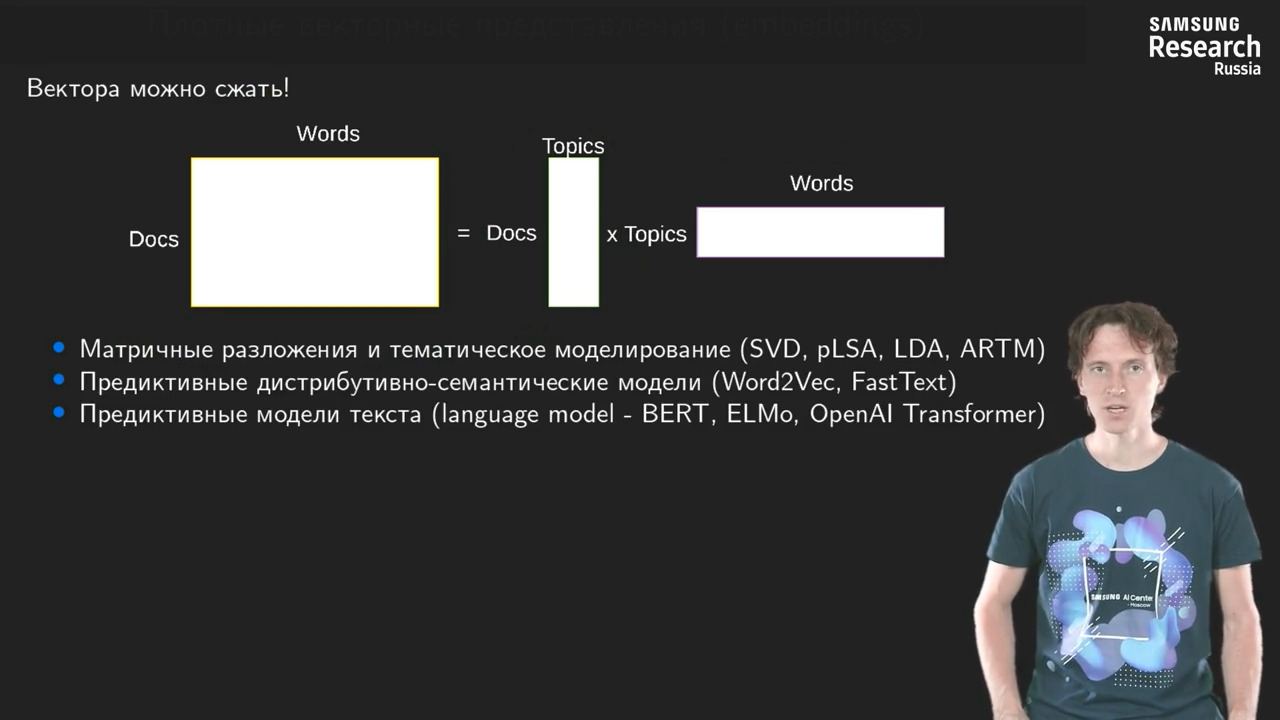 Плотные векторные представления (embeddings)
SAMSUNG
Research
Russia
Вектора можно сжать!
Words
Topics
Words
Docs
= Docs
x Topics
Матричные разложения и тематическое моделирование (SVD, pLSA, LDA, ARTM)
Предиктивные дистрибутивно-семантические модели (Word2Vec, FastText)
Предиктивные модели текста (language model - BERT, ELMo, OpenAI Transformer)
SAMSUNG AI Center
- Moscow